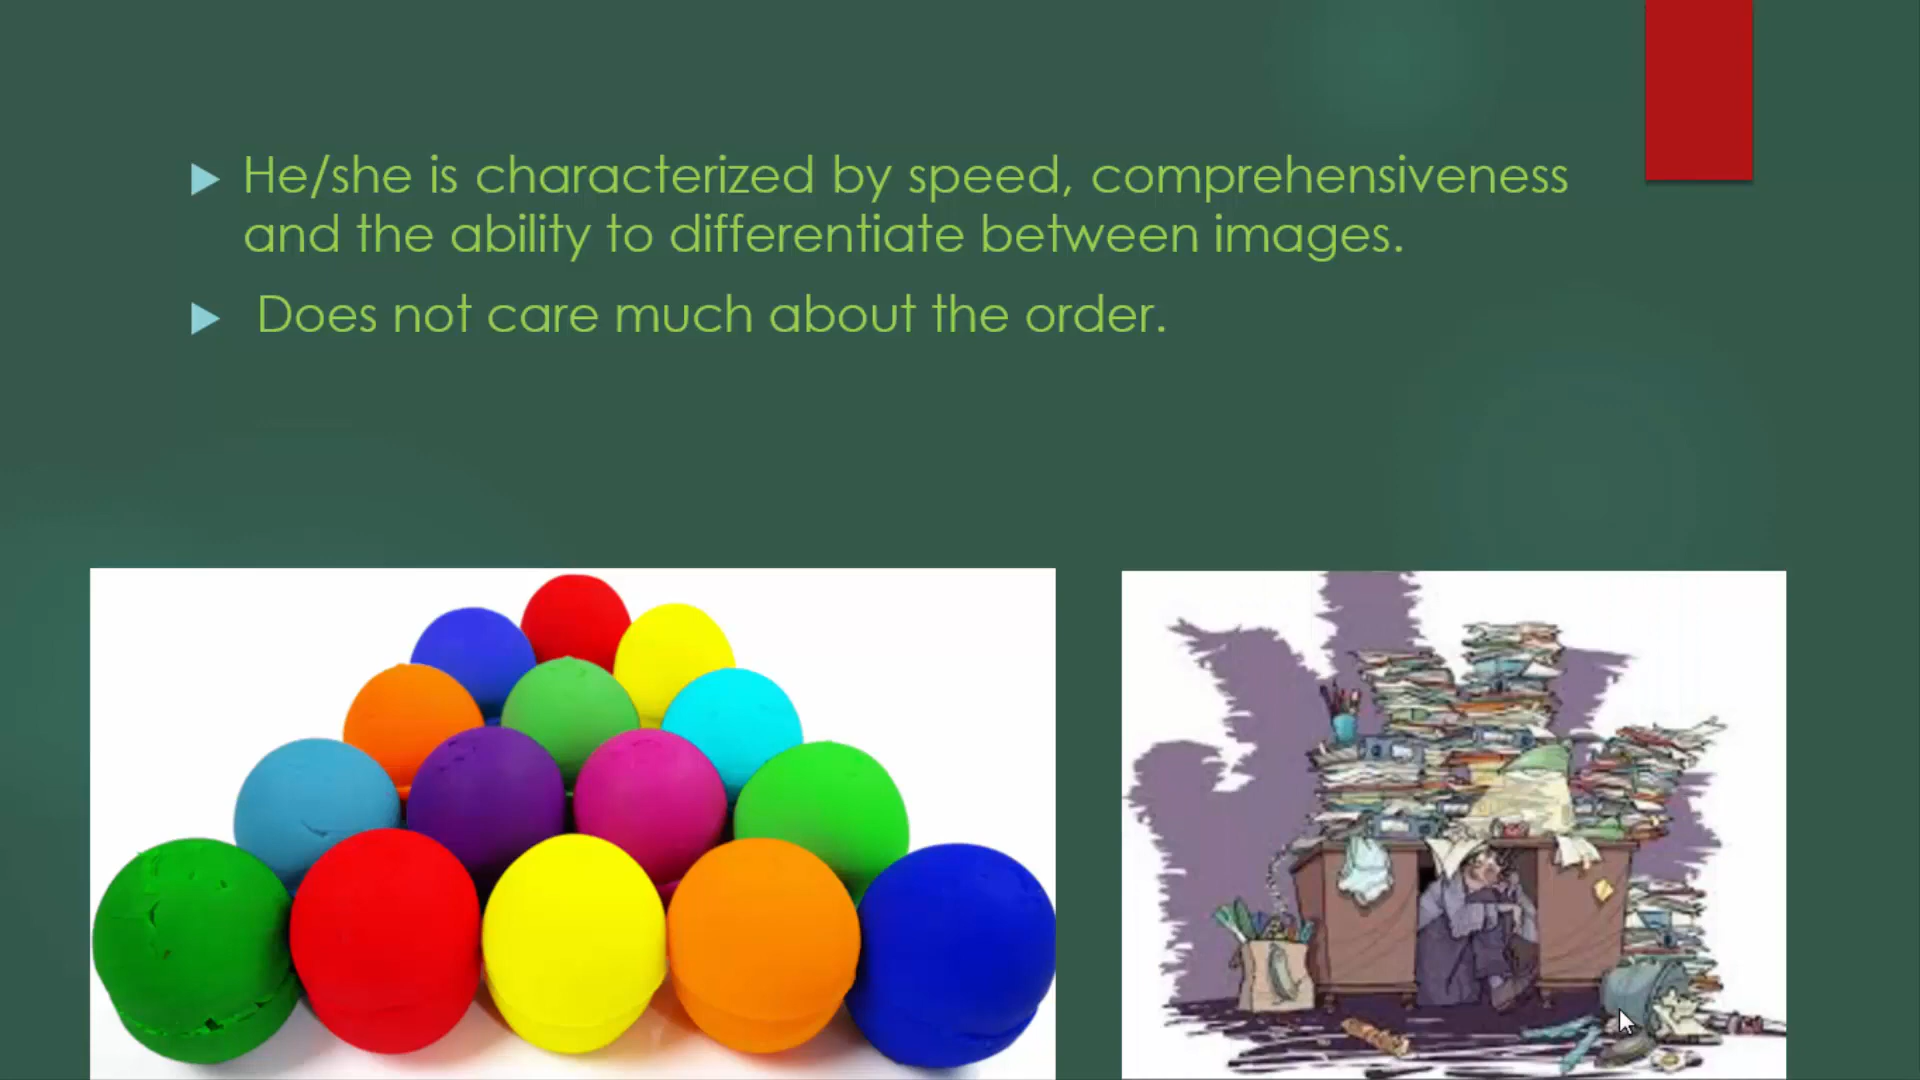 He/she is characterized by speed, comprehensiveness
and the ability to differentiate between images.
Does not care much about the order.